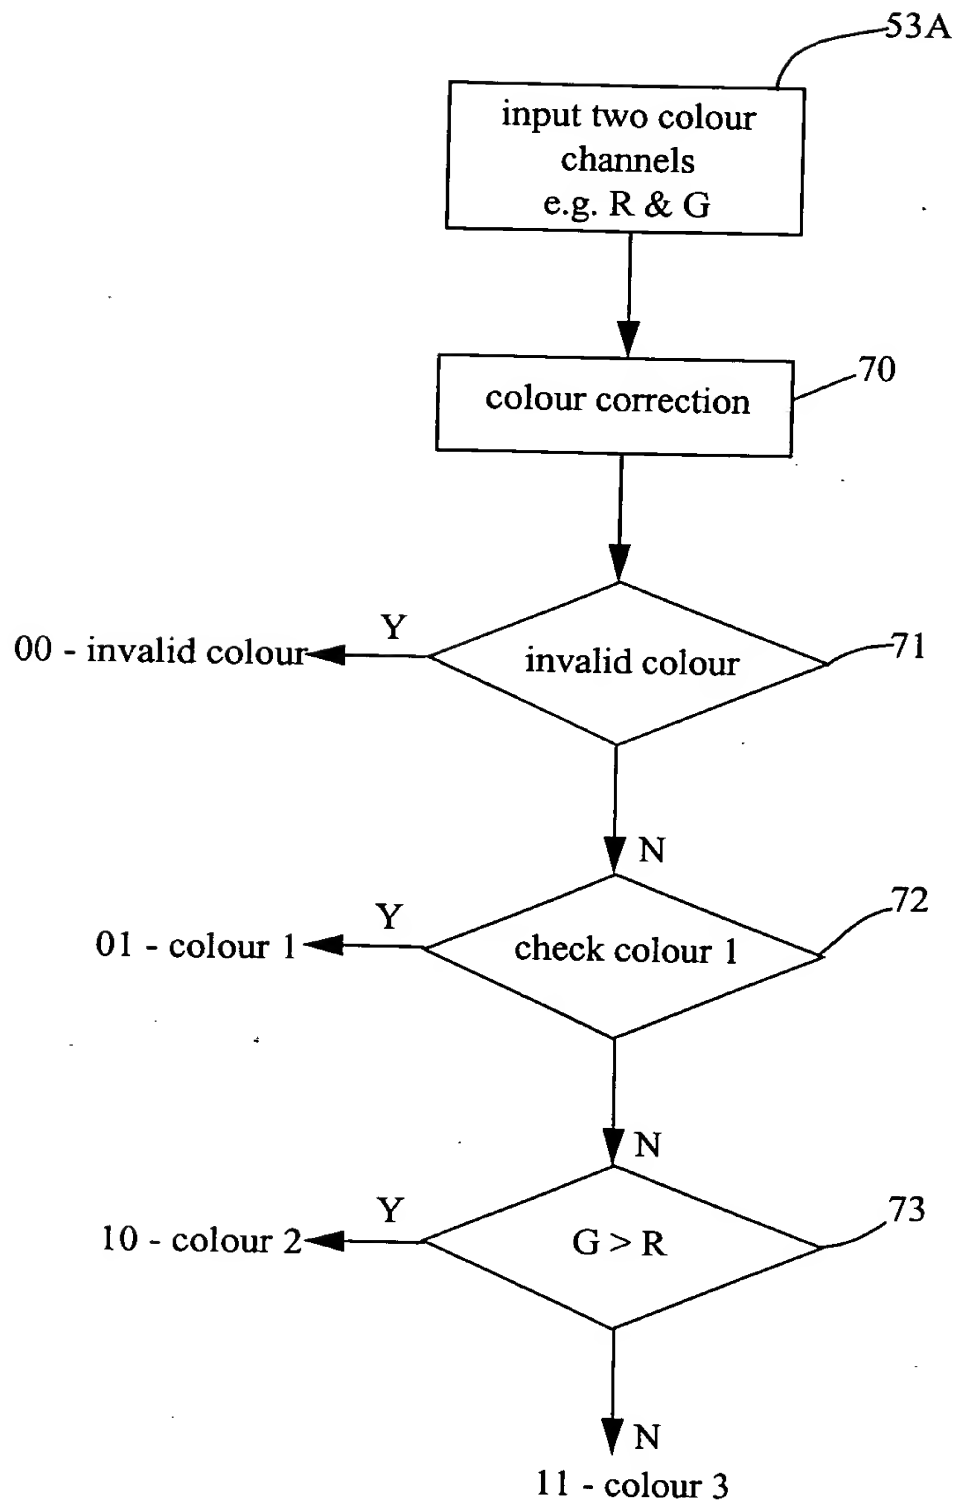 53A
input two colour
channels
e.g. R & G
70
colour correction
Y
00 - invalid colour
invalid colour
71
N
72
Y
01 - colour 1
check colour 1
N
73
Y
10 - colour 2
G > R
N
11 - colour 3